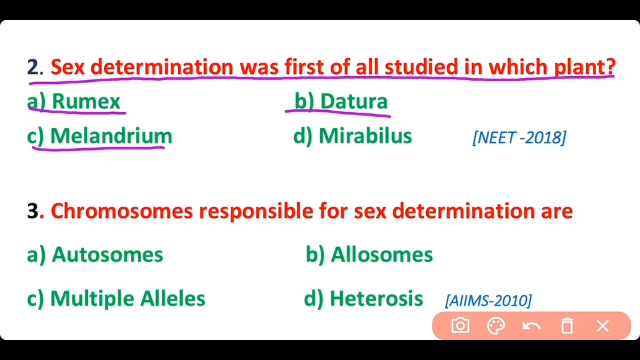 2. Sex determination was first of all studied in which plant?
a) Rumex b) Datura
c) Melandrium d) Mirabilus [NEET -2018]
3. Chromosomes responsible for sex determination are
a) Autosomes b) Allosomes
c) Multiple Alleles d) Heterosis [AIIMS-2010]